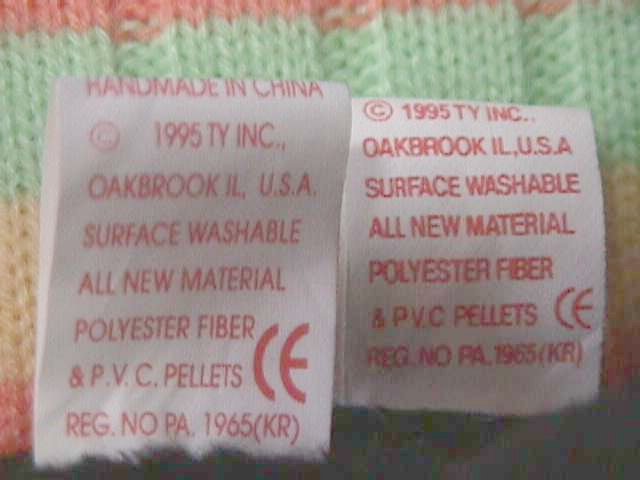 HANDMADE IN CHINA
© 1995 TY INC.,
OAKBROOK IL, U.S.A.
SURFACE WASHABLE
ALL NEW MATERIAL
POLYESTER FIBER
& P.V.C. PELLETS CE
REG. NO PA. 1965(KR)
© 1995 TY INC..
OAKBROOK IL,U.S.A
SURFACE WASHABLE
ALL NEW MATERIAL
POLYESTER FIBER
& P.V.C PELLETS CE
REG. NO PA. 1965(KR)